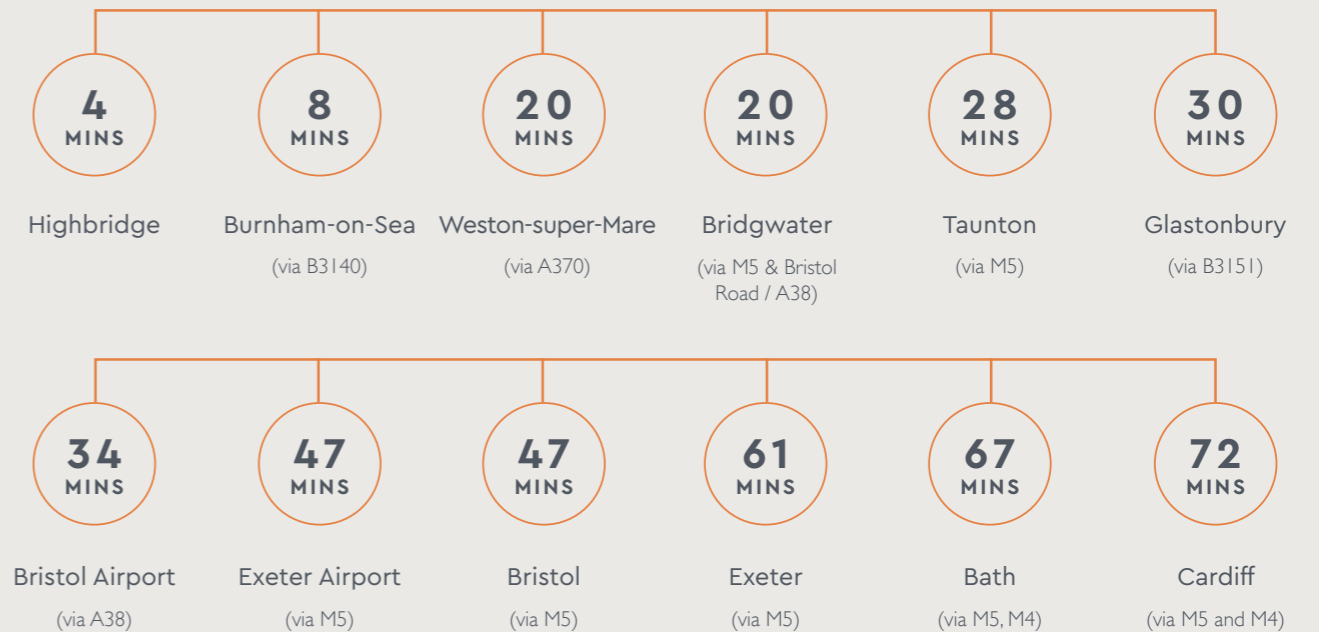 4 MINS
8 MINS
20 MINS
20 MINS
28 MINS
30 MINS
Highbridge
Burnham-on-Sea
(via B3140)
Weston-super-Mare
(via A370)
Bridgwater
(via M5 & Bristol
Road / A38)
Taunton
(via M5)
Glastonbury
(via B3151)
34 MINS
47 MINS
47 MINS
61 MINS
67 MINS
72 MINS
Bristol Airport
(via A38)
Exeter Airport
(via M5)
Bristol
(via M5)
Exeter
(via M5)
Bath
(via M5, M4)
Cardiff
(via M5 and M4)